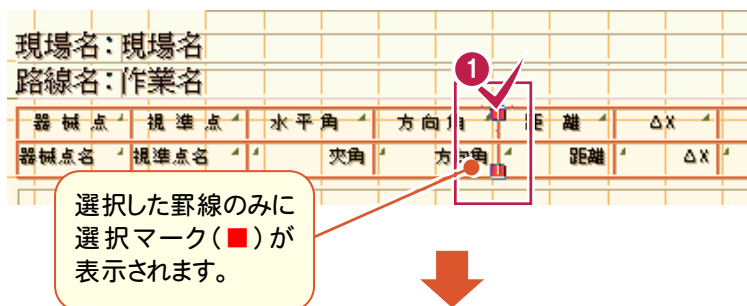 現場名：現場名
路線名：作業名
1
器械点 視準点 水平角 方向角 距離 ΔX
器械点名 視準点名 夾角 方向角 距離 ΔX
選択した罫線のみに
選択マーク（■）が
表示されます。